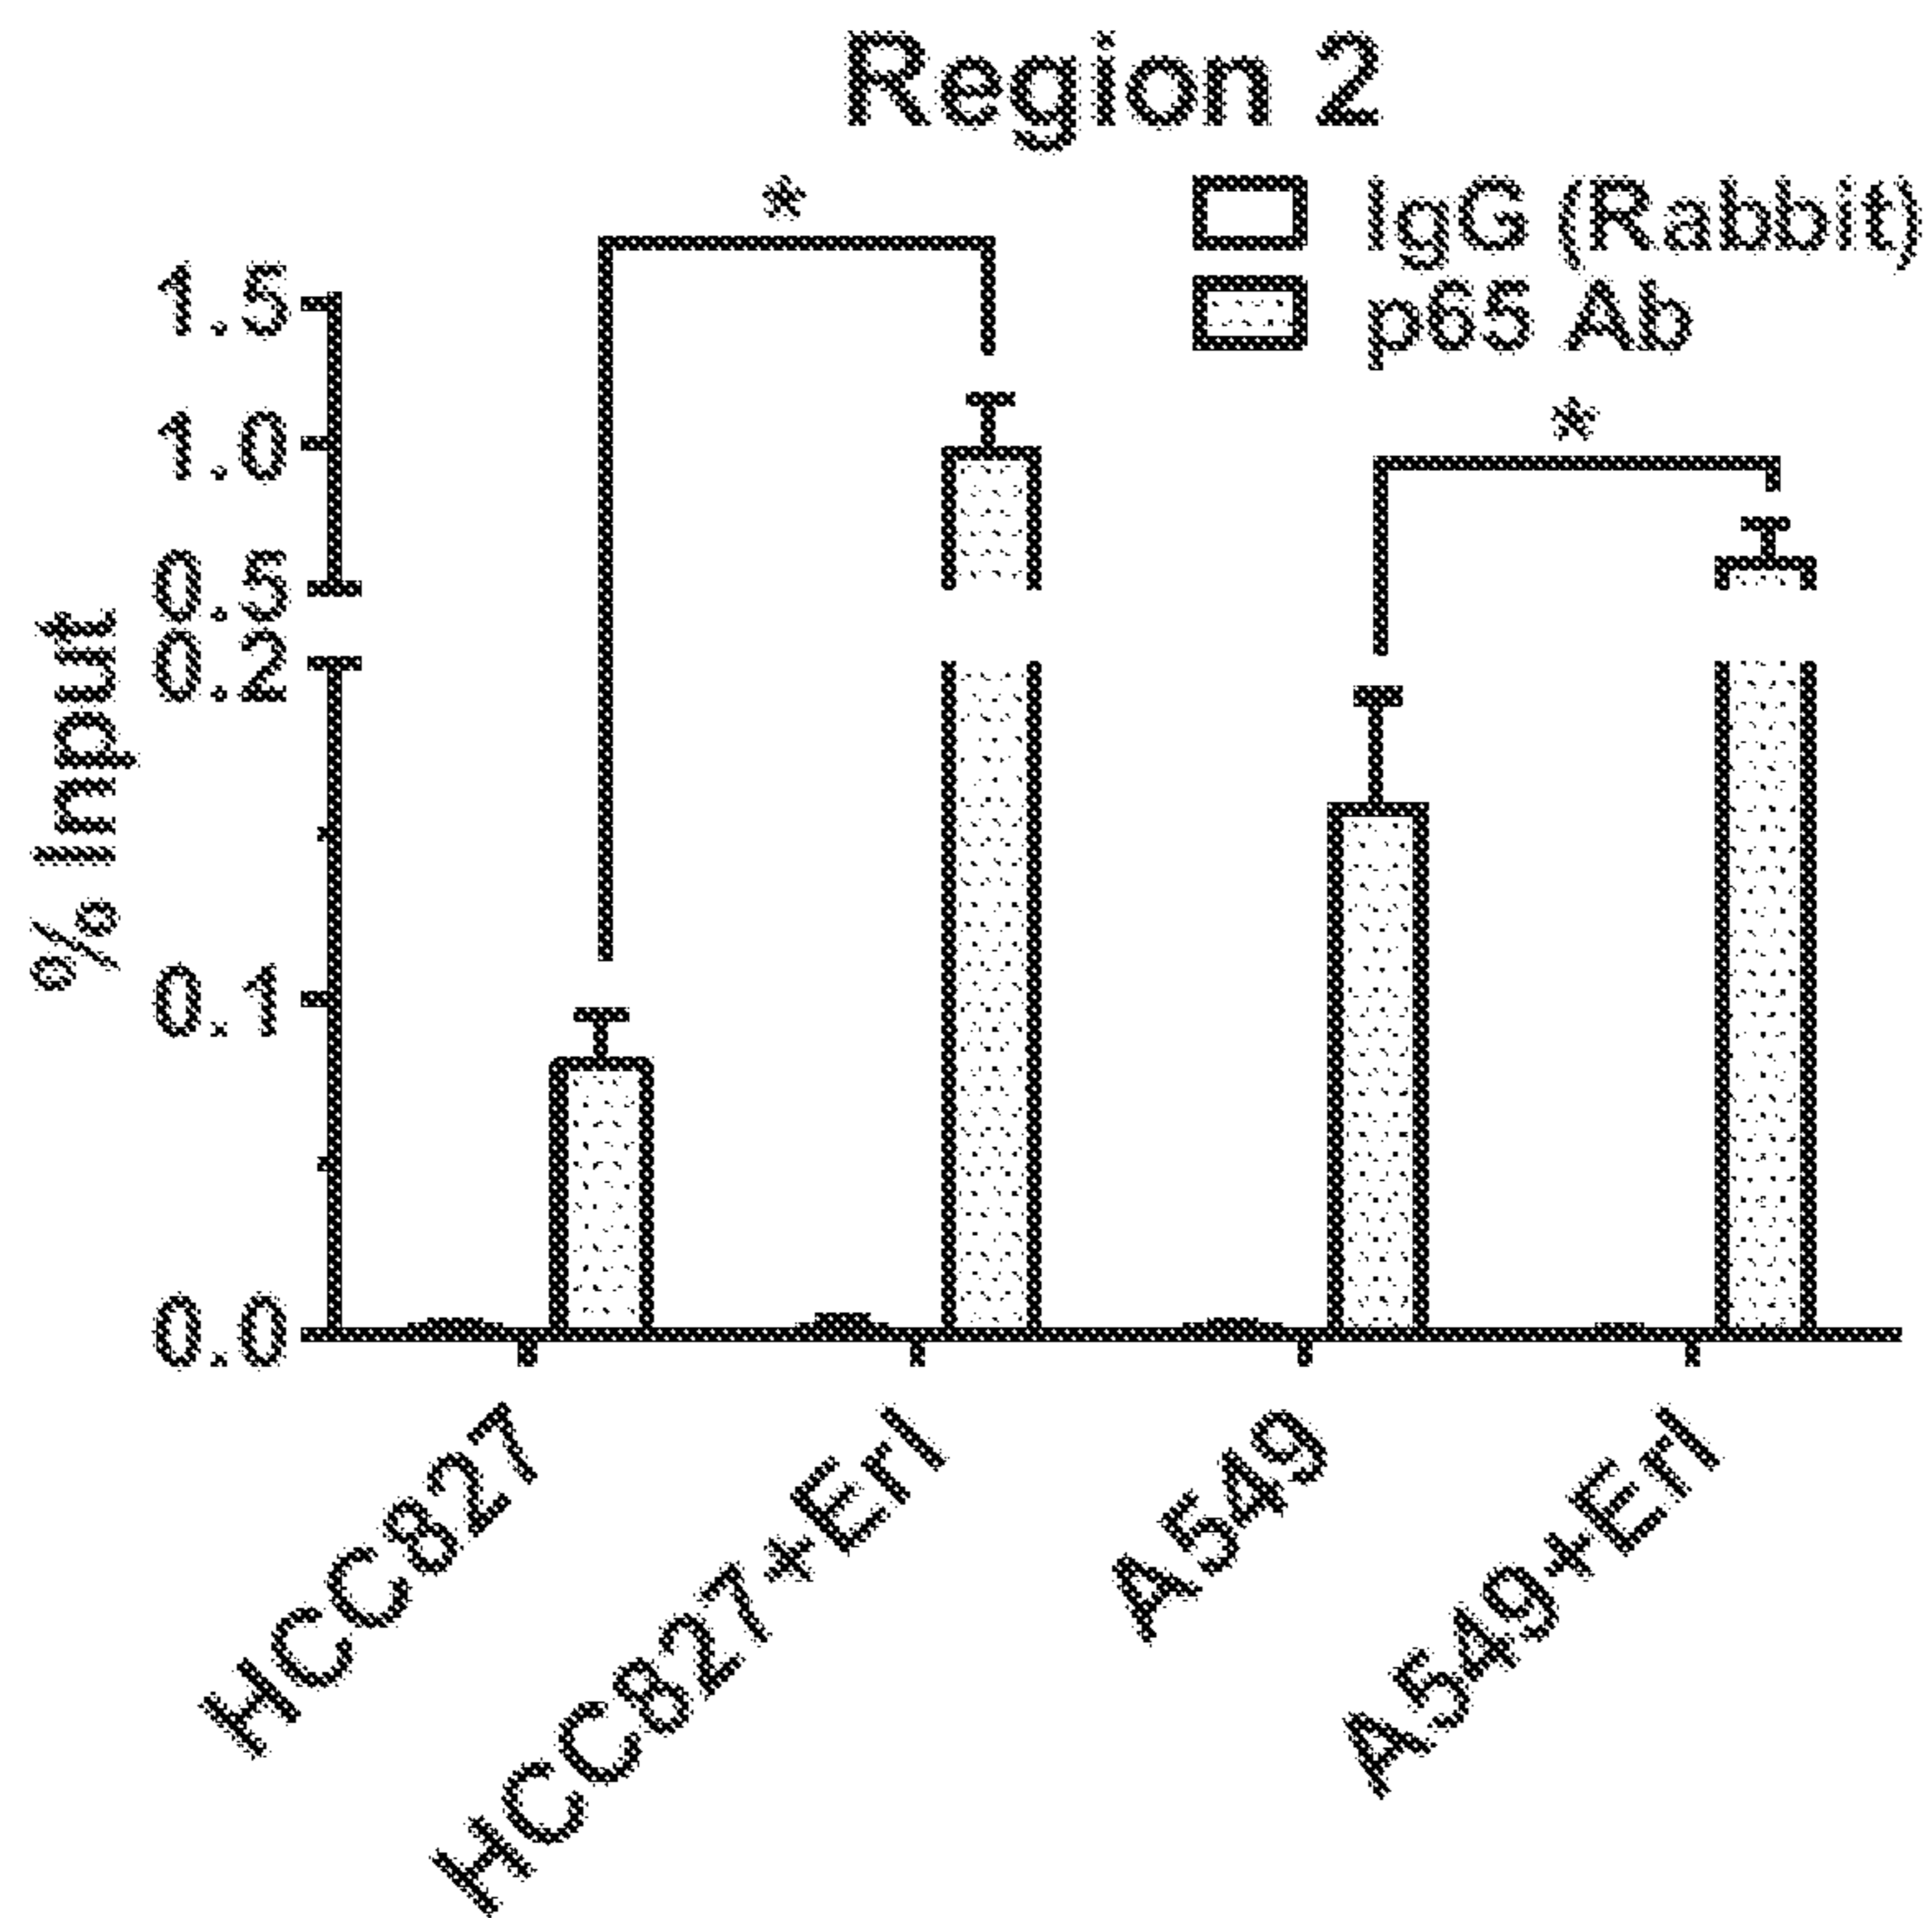 Region 2
*
IgG (Rabbit)
p65 Ab
*
1.5
1.0
0.5
0.2
0.1
0.0
% Input
HCC827
HCC827+Erl
A549
A549+Erl